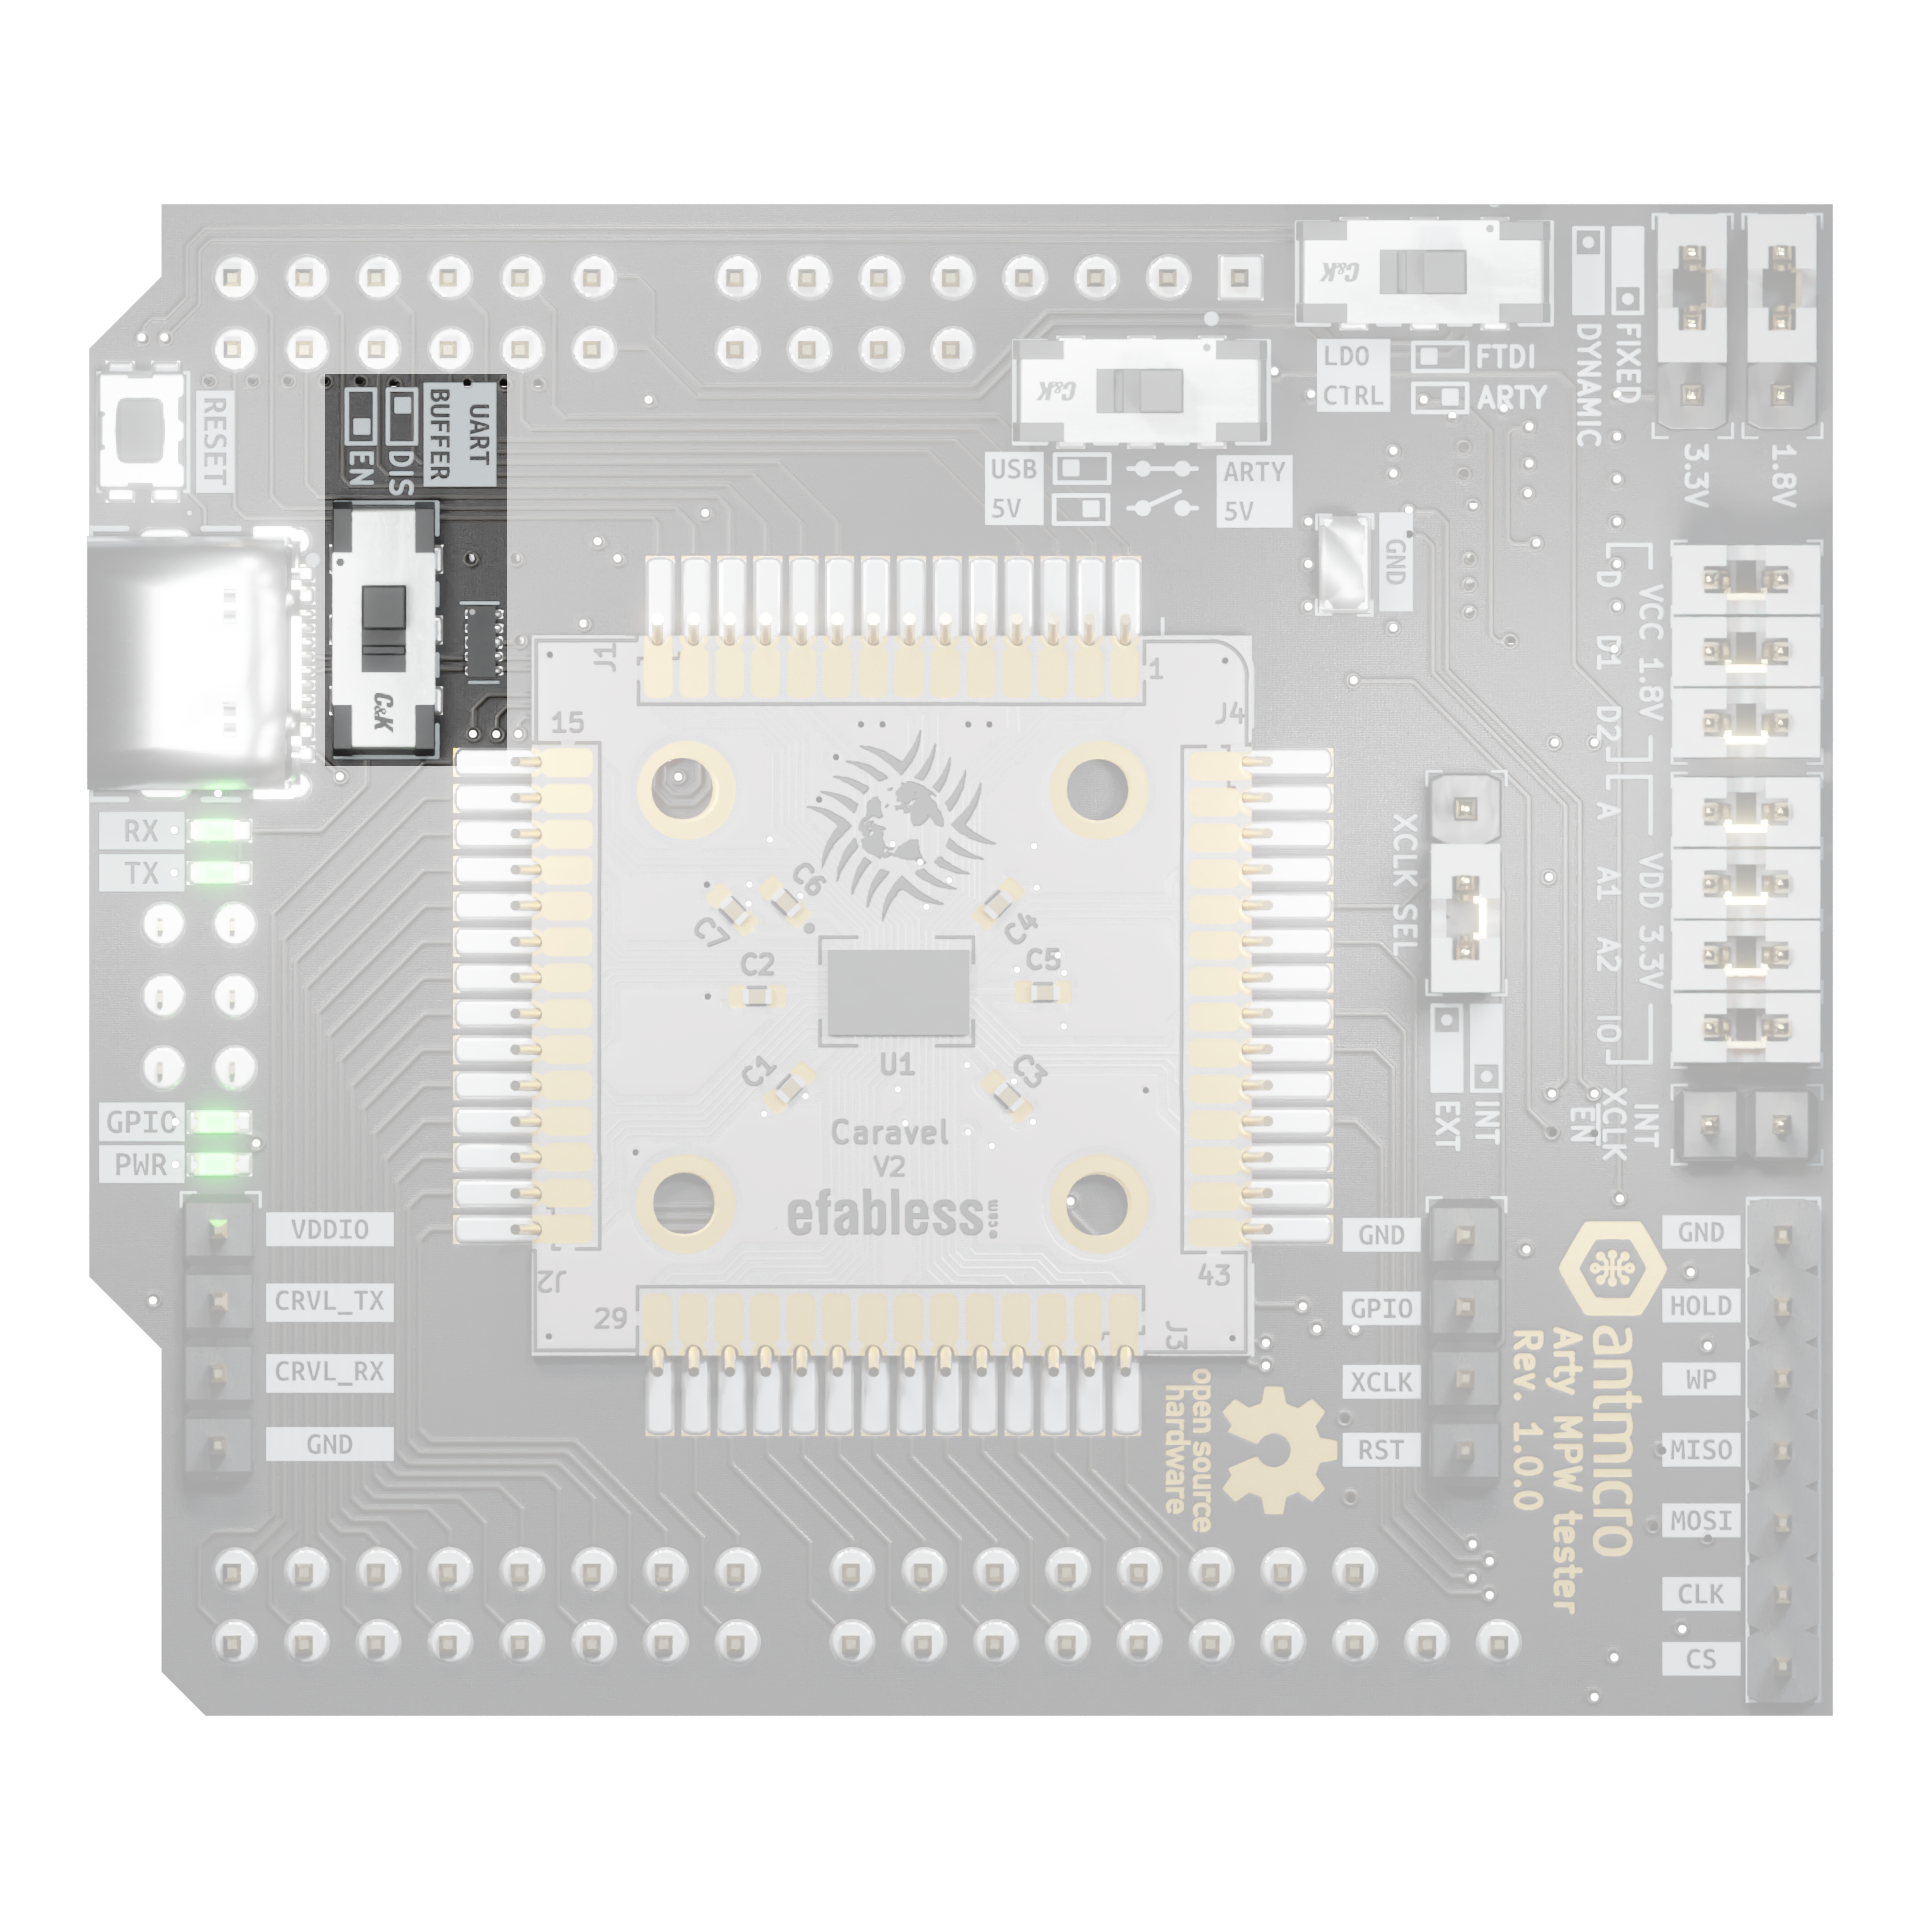 UART
BUFFER
DIS
EN
RESET
C&K
C&K
C&K
LDO
CTRL
FTDI
ARTY
FIXED
DYNAMIC
3.3V
1.8V
USB
5V
ARTY
5V
GND
VCC 1.8V
D
D1
D2
VDD 3.3V
A
A1
A2
IO
XCLK SEL
INT
EXT
INT
XCLK
EN
RX
TX
GPIO
PWR
VDDIO
CRVL_TX
CRVL_RX
GND
J1
1
J4
15
J2
29
J3
43
C7
C6
C2
C4
C5
C1
C3
U1
Caravel
V2
efabless.com
open source
hardware
GND
GPIO
XCLK
RST
antmicro
Arty MPW tester
Rev. 1.0.0
GND
HOLD
WP
MISO
MOSI
CLK
CS